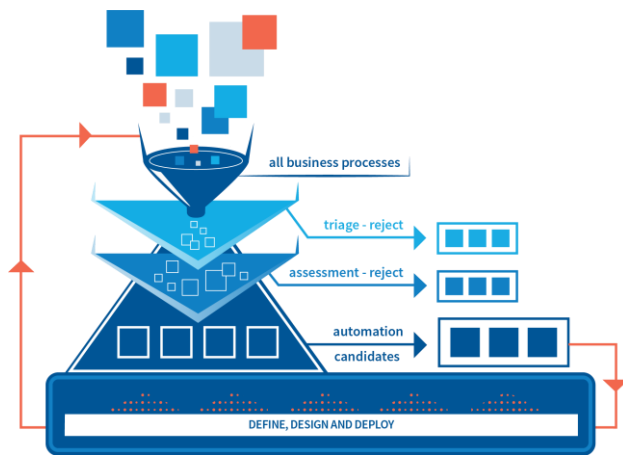 all business processes
triage - reject
assessment - reject
automation
candidates
DEFINE, DESIGN AND DEPLOY